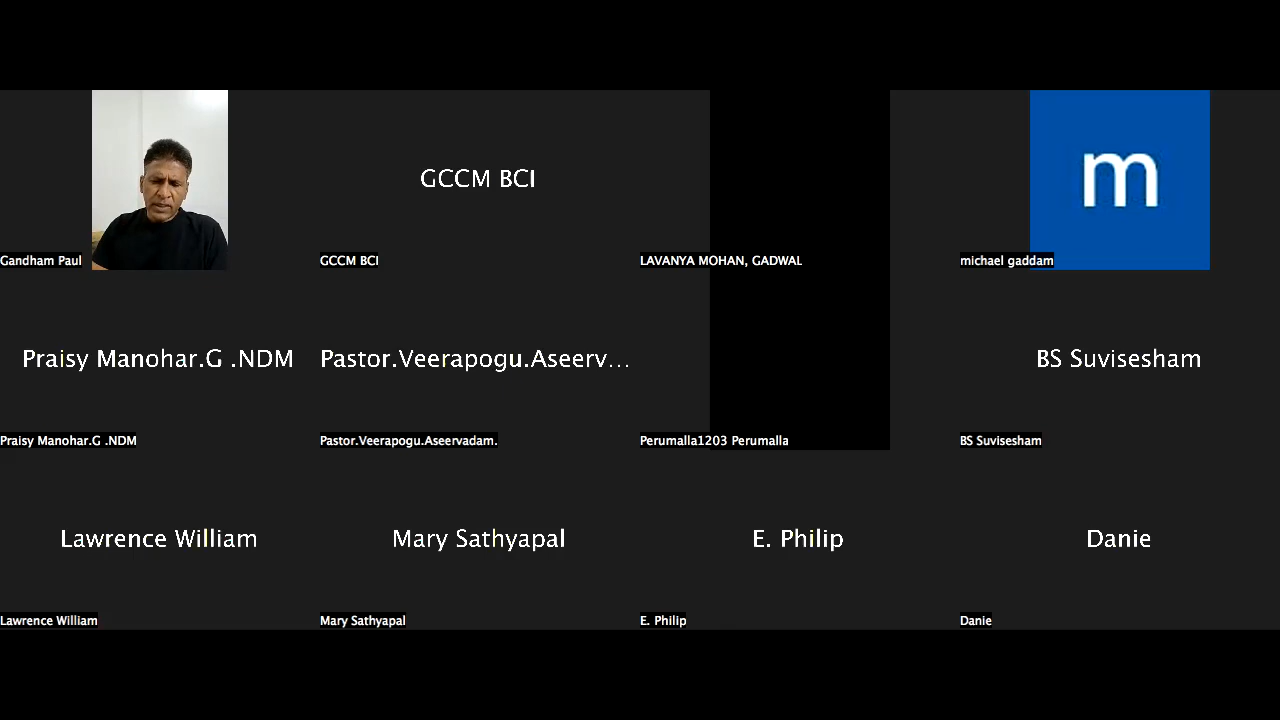 GCCM BCI
m
Gandham Paul
GCCM BCI
LAVANYA MOHAN, GADWAL
michael gaddam
Praisy Manohar.G .NDM
Pastor.Veerapogu.Aseerv...
BS Suvisesham
Praisy Manohar.G .NDM
Pastor.Veerapogu.Aseervadam.
Perumalla1203 Perumalla
BS Suvisesham
Lawrence William
Mary Sathyapal
E. Philip
Danie
Lawrence William
Mary Sathyapal
E. Philip
Danie